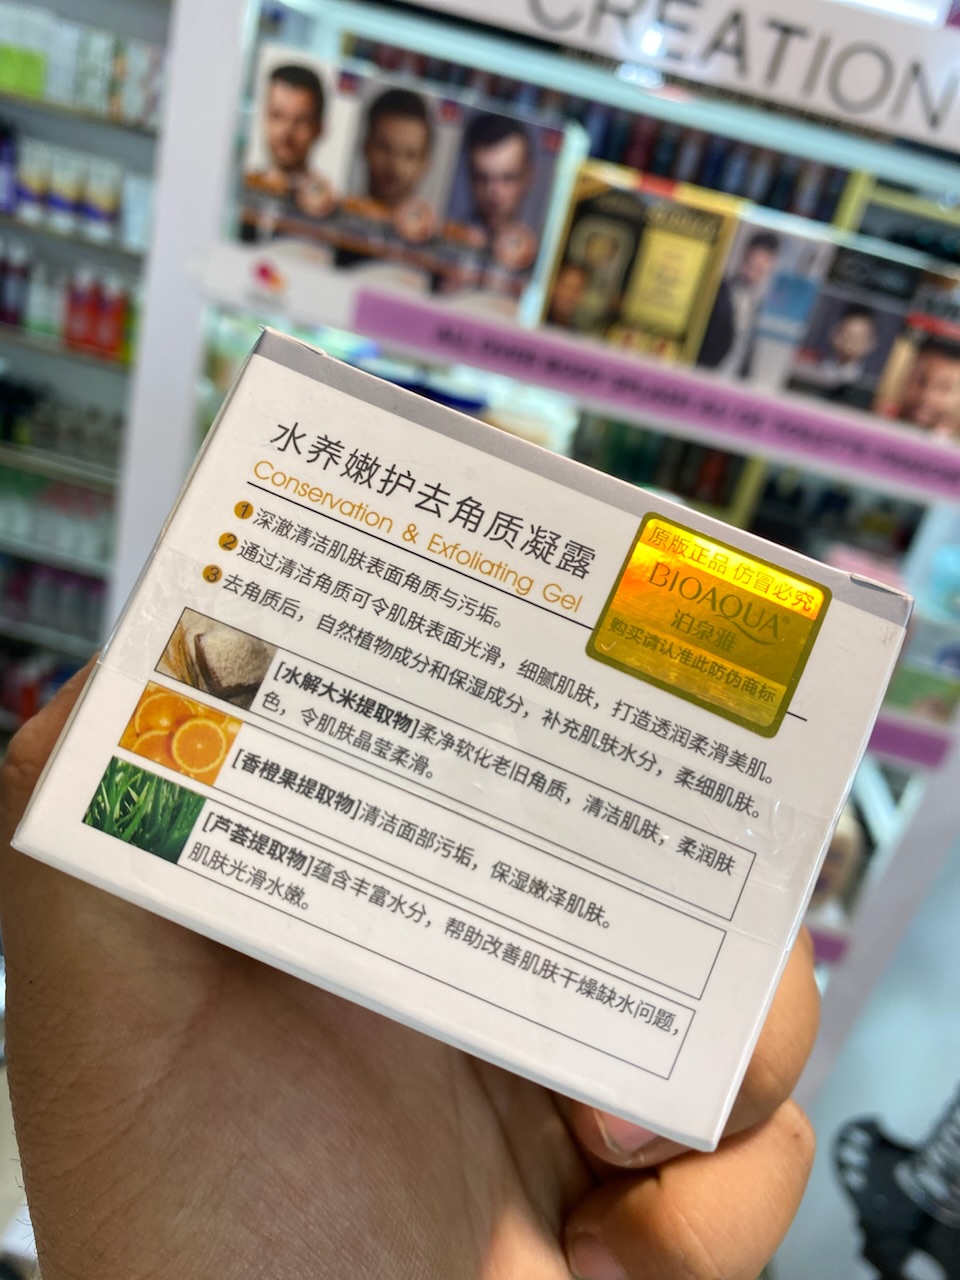 CREATION
水养嫩护去角质凝露
Conservation & Exfoliating Gel
原版正品 仿冒必究
BIOAQUA®
泊泉雅
购买请认准此防伪商标
1 深澈清洁肌肤表面角质与污垢。
2 通过清洁角质可令肌肤表面光滑，细腻肌肤，打造透润柔滑美肌。
3 去角质后，自然植物成分和保湿成分，补充肌肤水分，柔细肌肤。
[水解大米提取物]柔净软化老旧角质，清洁肌肤，柔润肤
色，令肌肤晶莹柔滑。
[香橙果提取物]清洁面部污垢，保湿嫩泽肌肤。
[芦荟提取物]蕴含丰富水分，帮助改善肌肤干燥缺水问题，
肌肤光滑水嫩。